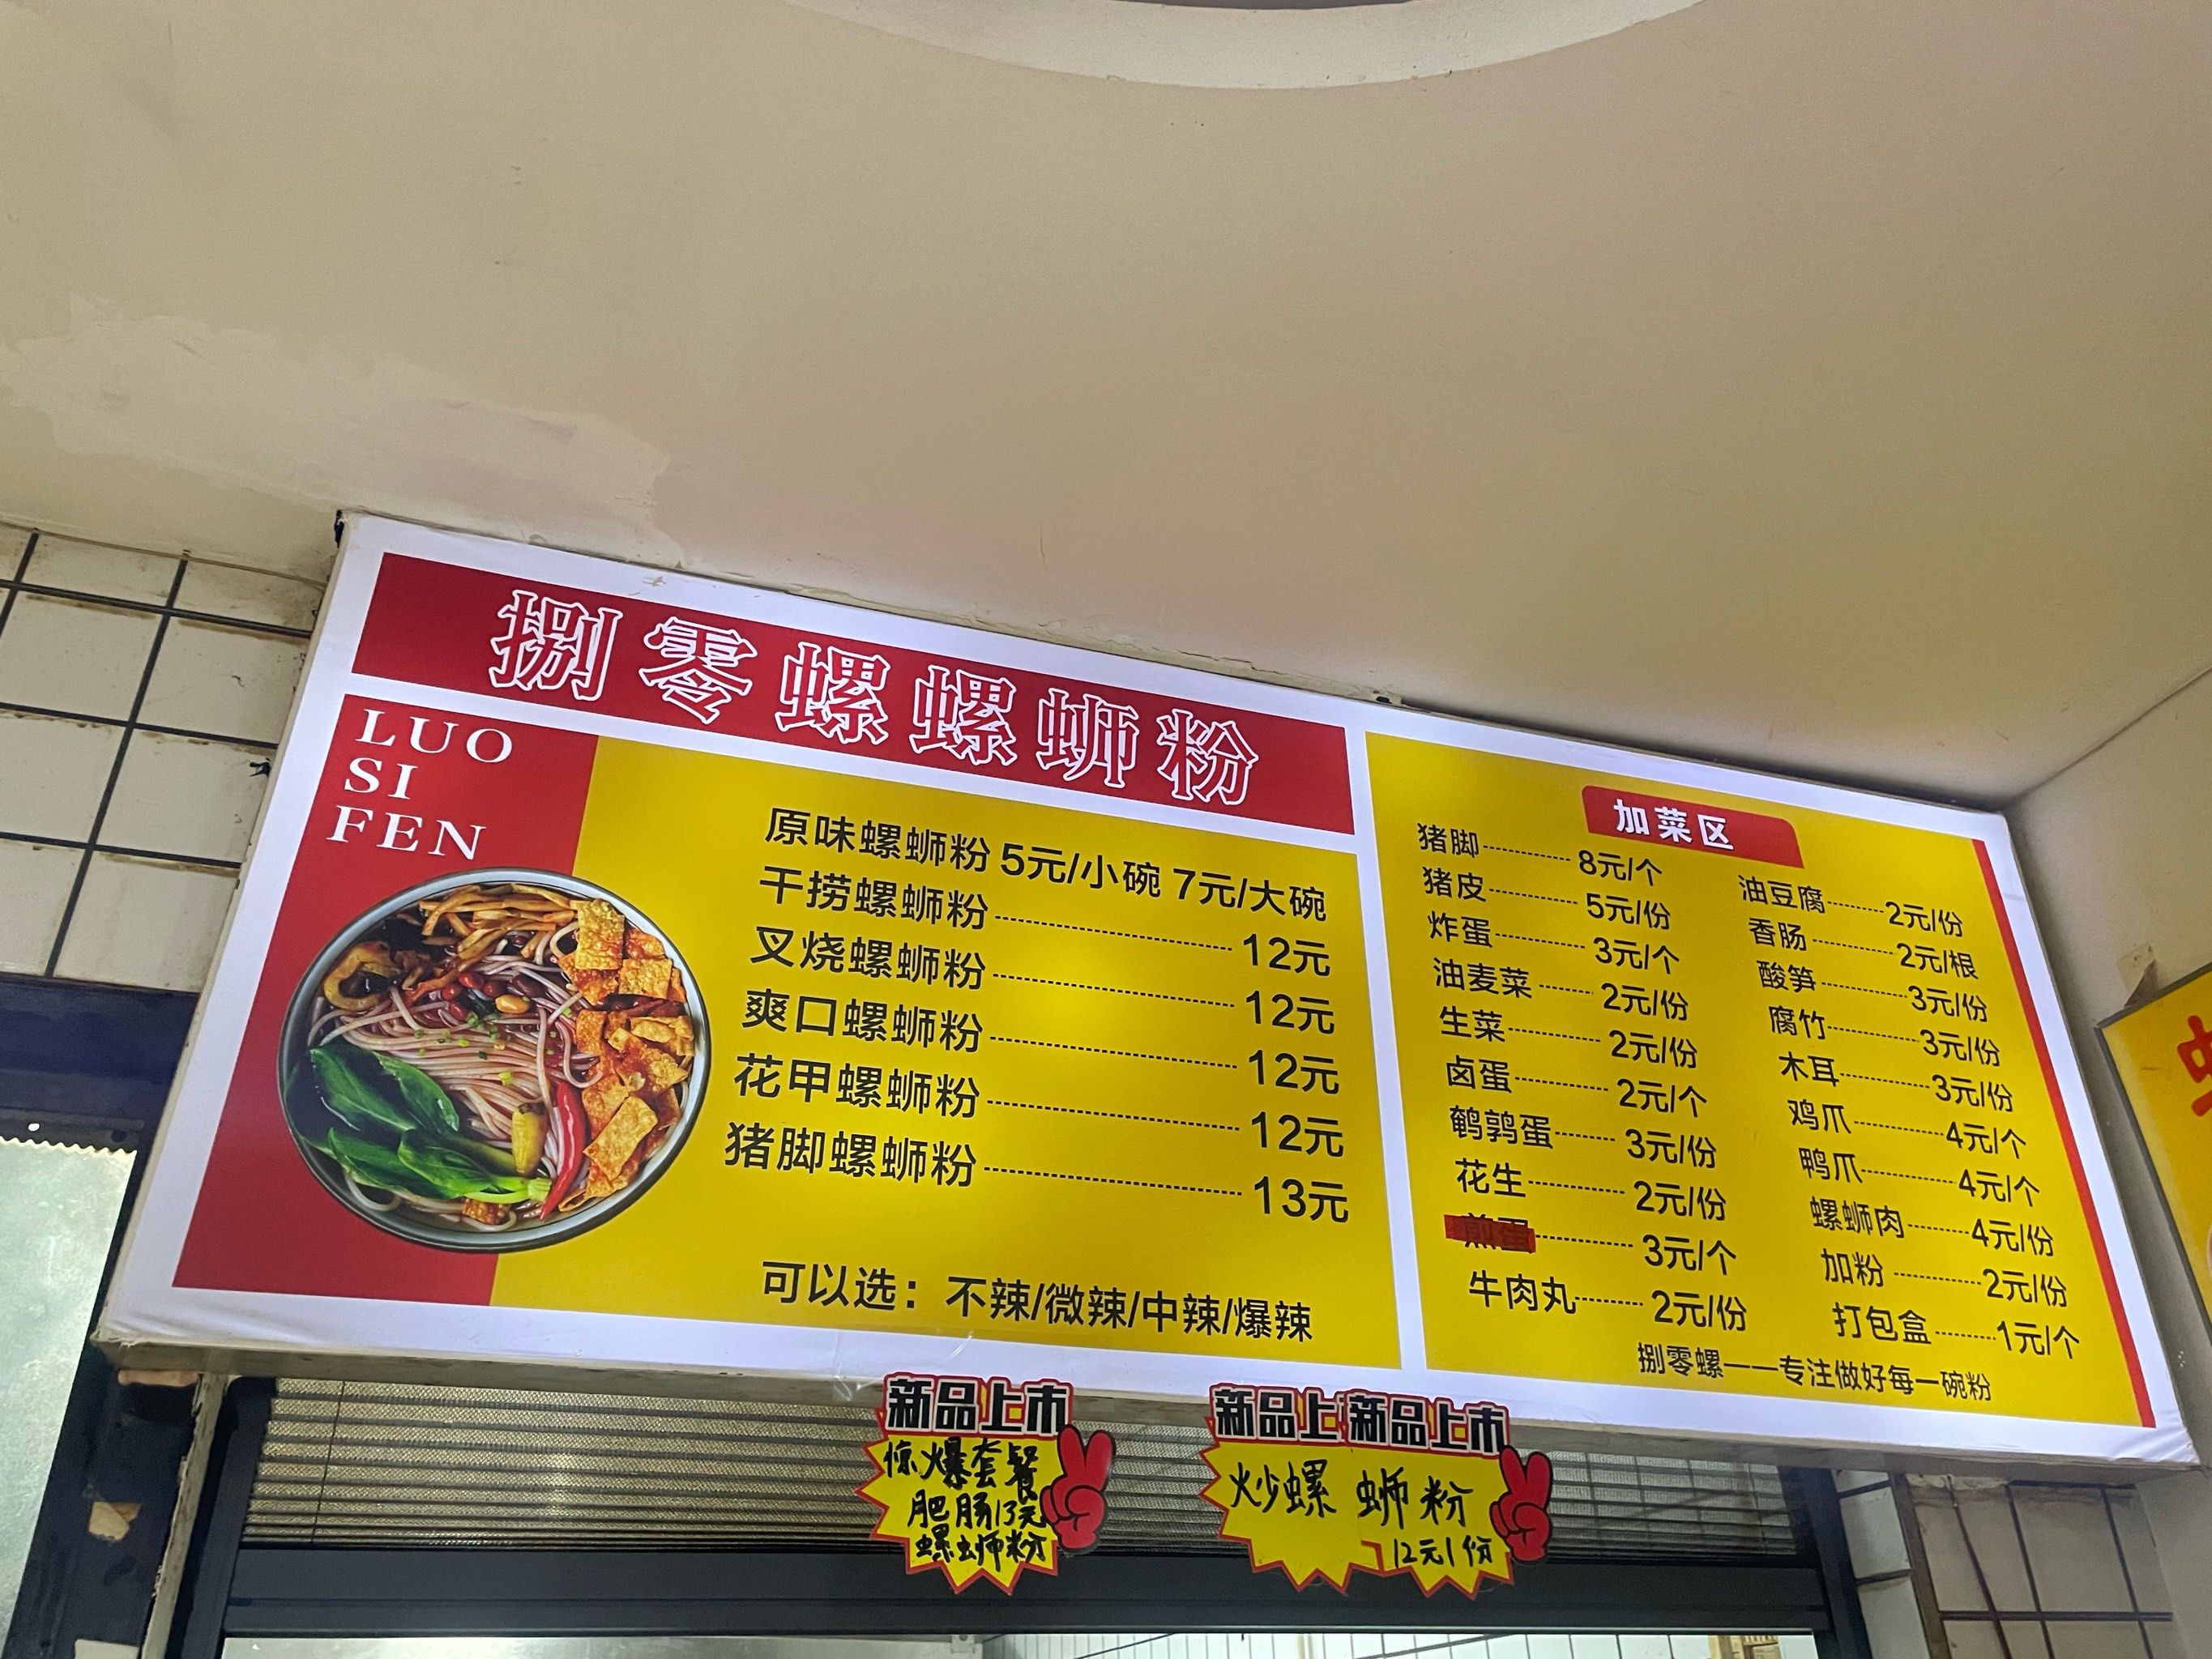 捌零螺螺蛳粉
LUO
SI
FEN
原味螺蛳粉 5元/小碗 7元/大碗
干捞螺蛳粉 12元
叉烧螺蛳粉 12元
爽口螺蛳粉 12元
花甲螺蛳粉 12元
猪脚螺蛳粉 13元
可以选：不辣/微辣/中辣/爆辣
加菜区
猪脚 8元/个
猪皮 5元/份
炸蛋 3元/个
油麦菜 2元/份
生菜 2元/份
卤蛋 2元/个
鹌鹑蛋 3元/份
花生 2元/份
煎蛋 3元/个
牛肉丸 2元/份
油豆腐 2元/份
香肠 2元/根
酸笋 3元/份
腐竹 3元/份
木耳 3元/份
鸡爪 4元/个
鸭爪 4元/个
螺蛳肉 4元/份
加粉 2元/份
打包盒 1元/个
捌零螺——专注做好每一碗粉
新品上市
惊爆套餐
肥肠13元
螺蛳粉
新品上 新品上市
炒螺 蛳粉
12元/份